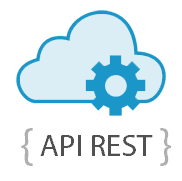 { API REST }